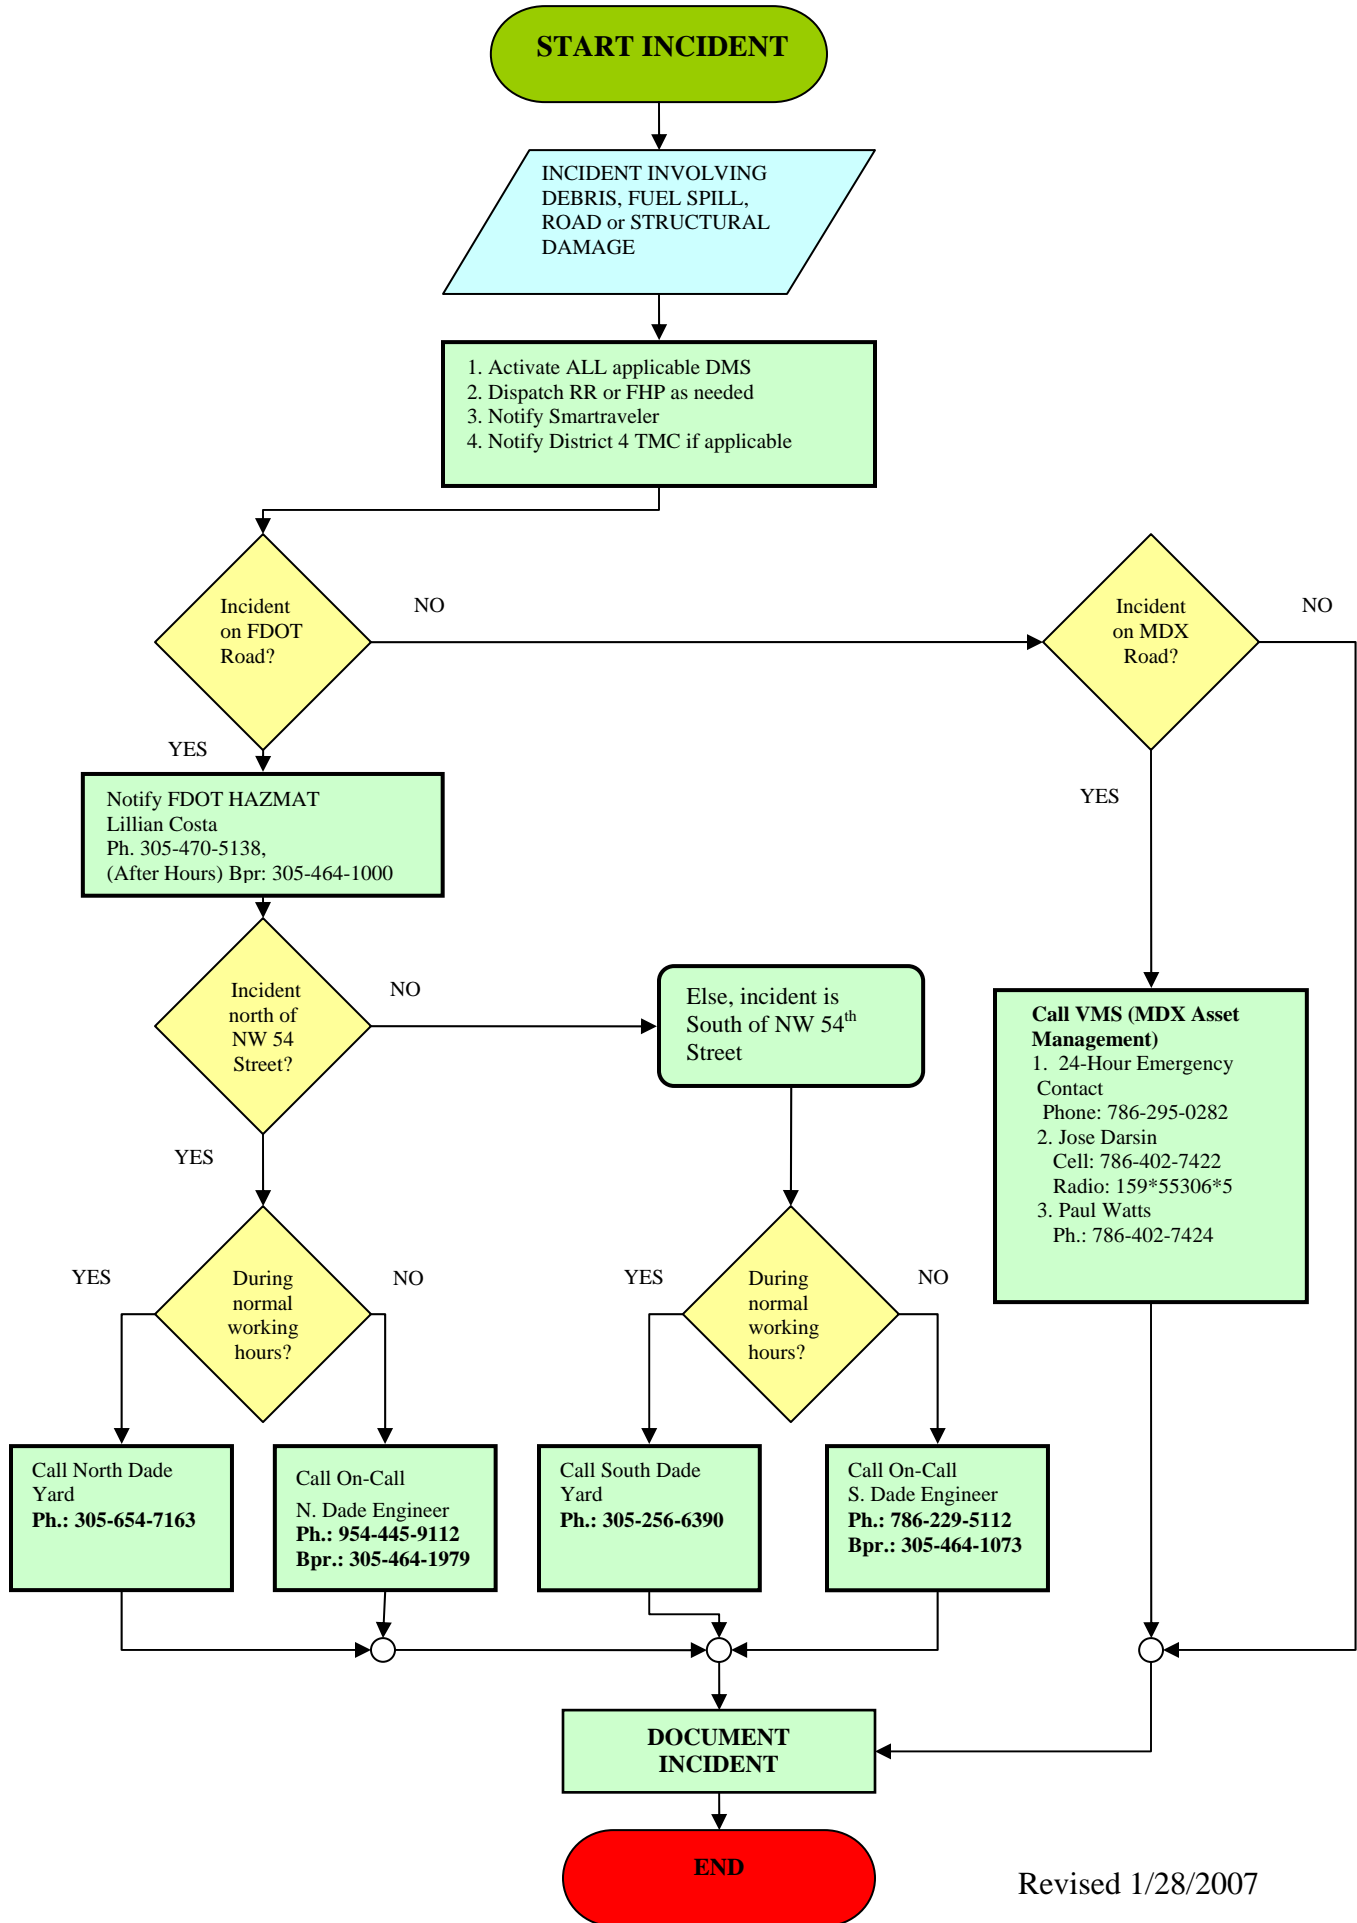 START INCIDENT
INCIDENT INVOLVING
DEBRIS, FUEL SPILL,
ROAD or STRUCTURAL
DAMAGE
1. Activate ALL applicable DMS
2. Dispatch RR or FHP as needed
3. Notify Smartraveler
4. Notify District 4 TMC if applicable
Incident
on FDOT
Road?
NO
Incident
on MDX
Road?
NO
YES
Notify FDOT HAZMAT
Lillian Costa
Ph. 305-470-5138,
(After Hours) Bpr: 305-464-1000
YES
Incident
north of
NW 54
Street?
NO
Else, incident is
South of NW 54th
Street
Call VMS (MDX Asset
Management)
1. 24-Hour Emergency
Contact
Phone: 786-295-0282
2. Jose Darsin
Cell: 786-402-7422
Radio: 159*55306*5
3. Paul Watts
Ph.: 786-402-7424
YES
YES
During
normal
working
hours?
NO
YES
During
normal
working
hours?
NO
Call North Dade
Yard
Ph.: 305-654-7163
Call On-Call
N. Dade Engineer
Ph.: 954-445-9112
Bpr.: 305-464-1979
Call South Dade
Yard
Ph.: 305-256-6390
Call On-Call
S. Dade Engineer
Ph.: 786-229-5112
Bpr.: 305-464-1073
DOCUMENT
INCIDENT
END
Revised 1/28/2007